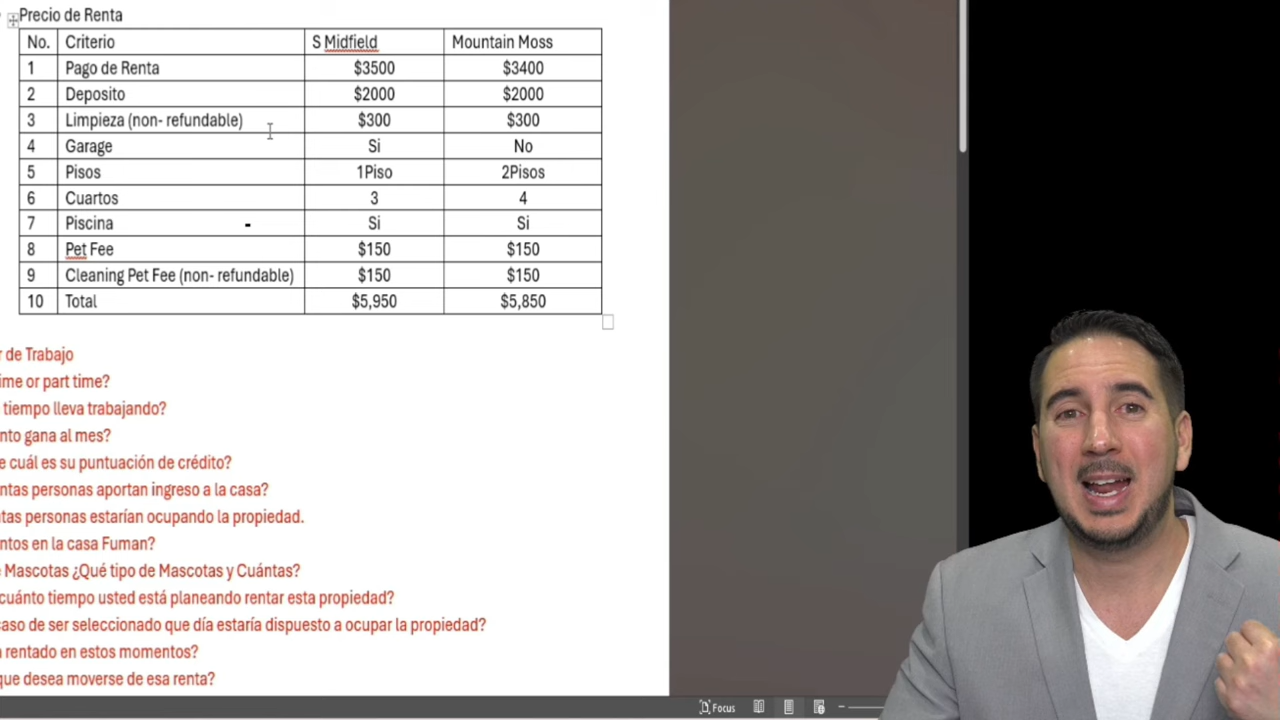 Precio de Renta
No. Criterio S Midfield Mountain Moss
1 Pago de Renta $3500 $3400
2 Deposito $2000 $2000
3 Limpieza (non- refundable) $300 $300
4 Garage Si No
5 Pisos 1Piso 2Pisos
6 Cuartos 3 4
7 Piscina - Si Si
8 Pet Fee $150 $150
9 Cleaning Pet Fee (non- refundable) $150 $150
10 Total $5,950 $5,850
de Trabajo
or part time?
tiempo lleva trabajando?
gana al mes?
cuál es su puntuación de crédito?
personas aportan ingreso a la casa?
personas estarían ocupando la propiedad.
en la casa Fuman?
Mascotas ¿Qué tipo de Mascotas y Cuántas?
cuánto tiempo usted está planeando rentar esta propiedad?
caso de ser seleccionado que día estaría dispuesto a ocupar la propiedad?
rentado en estos momentos?
que desea moverse de esa renta?
Focus